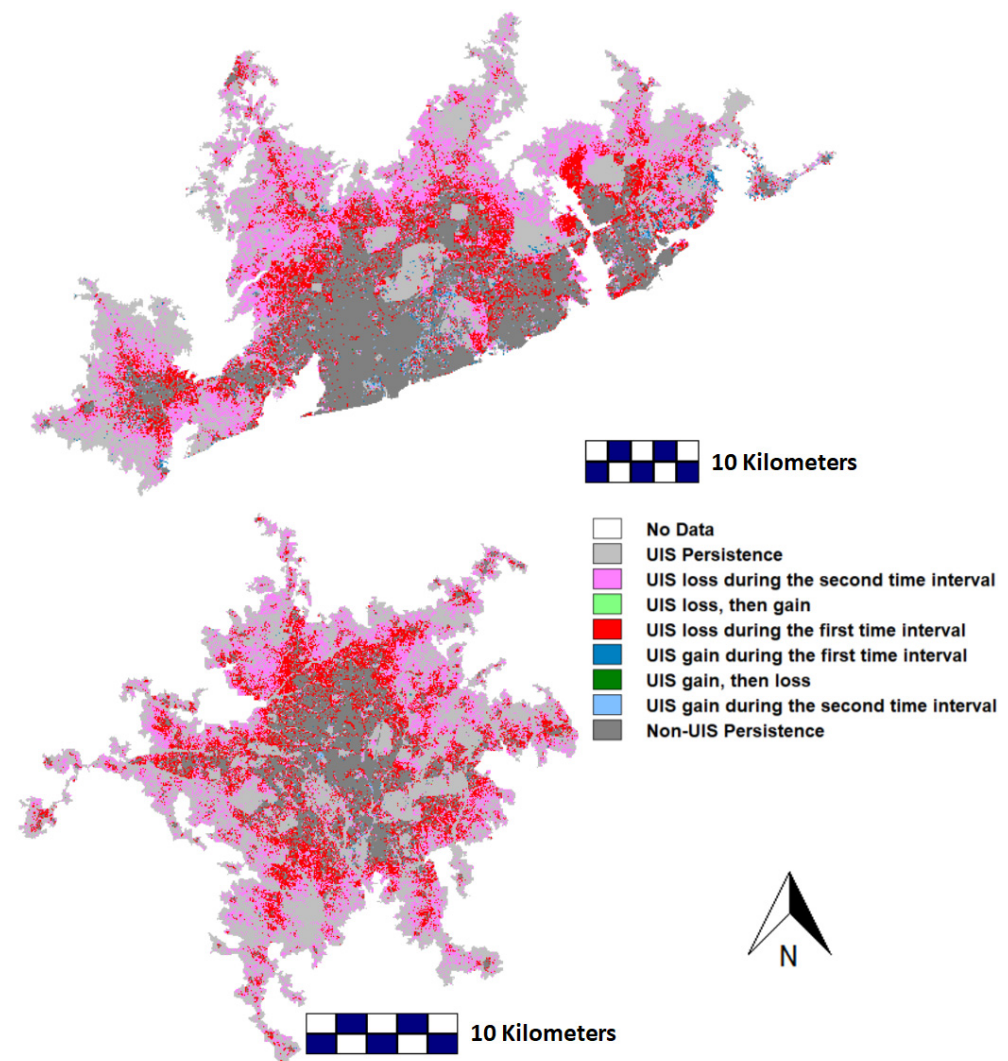 10 Kilometers
No Data
UIS Persistence
UIS loss during the second time interval
UIS loss, then gain
UIS loss during the first time interval
UIS gain during the first time interval
UIS gain, then loss
UIS gain during the second time interval
Non-UIS Persistence
N
10 Kilometers